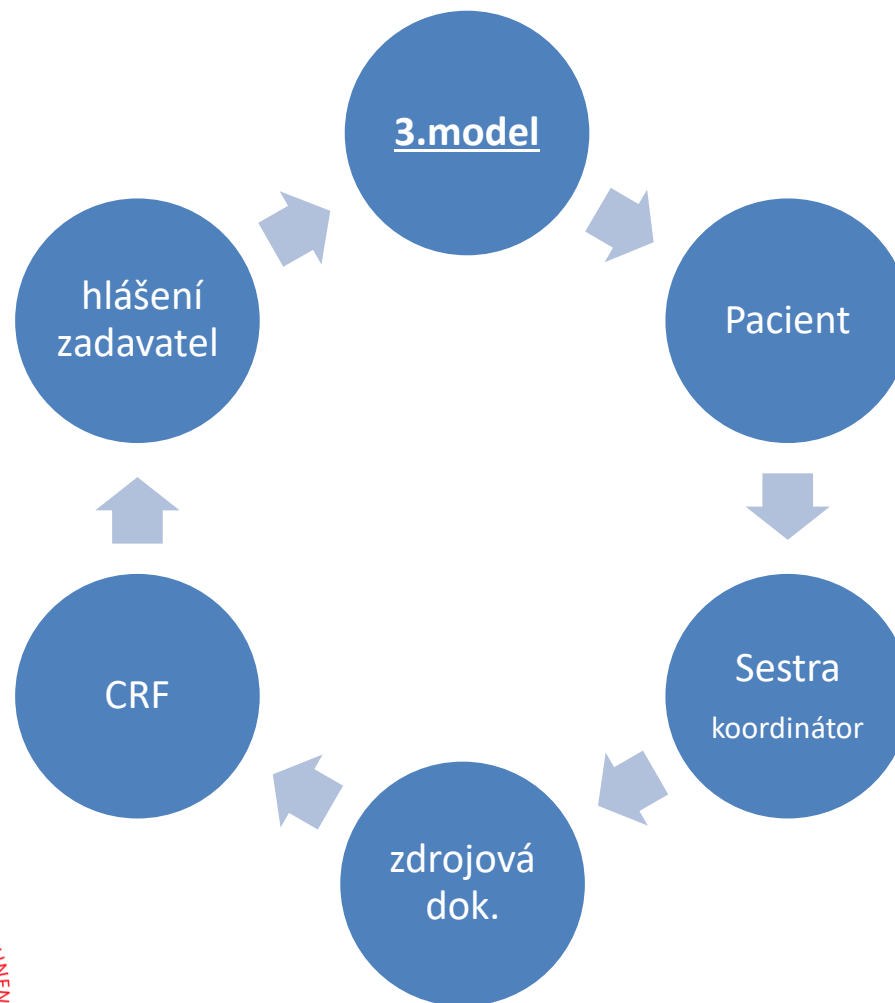 3.model
Pacient
Sestra
koordinátor
zdrojová
dok.
CRF
hlášení
zadavatel